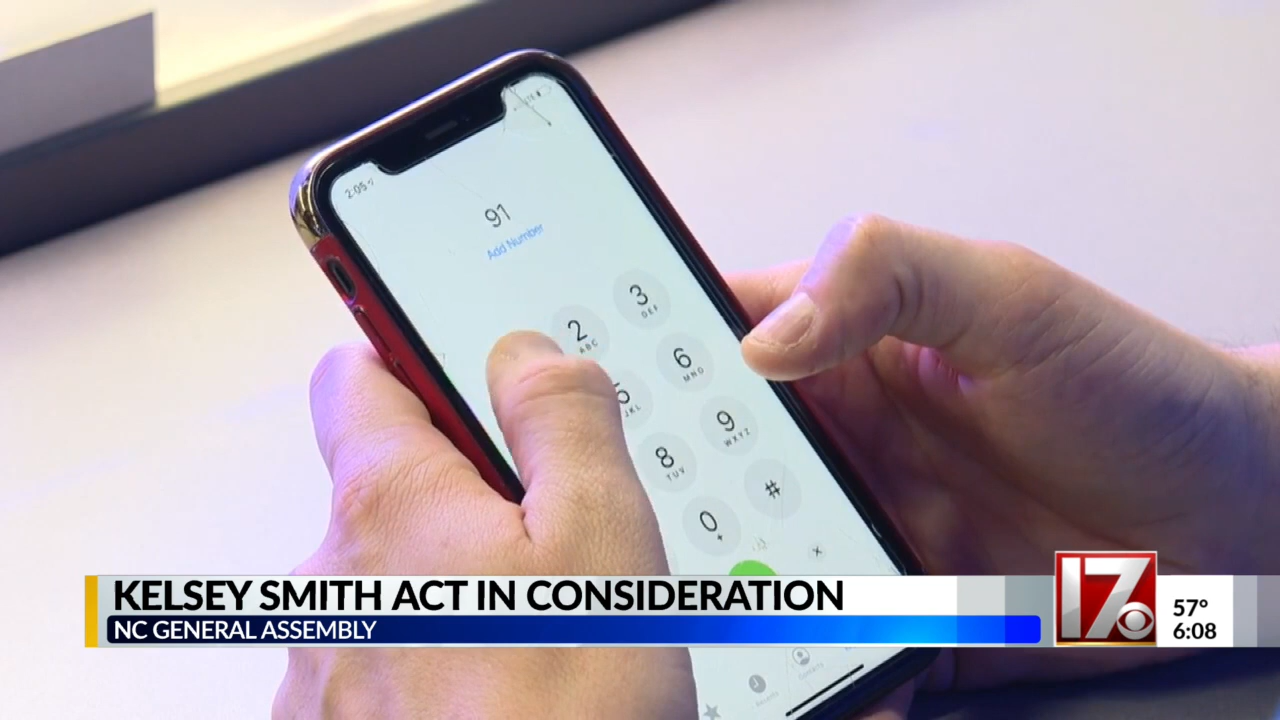 2:05
91
Add Number
2
ABC
3
DEF
5
JKL
6
MNO
8
TUV
9
WXYZ
0
+
#
KELSEY SMITH ACT IN CONSIDERATION
NC GENERAL ASSEMBLY
17
57°
6:08